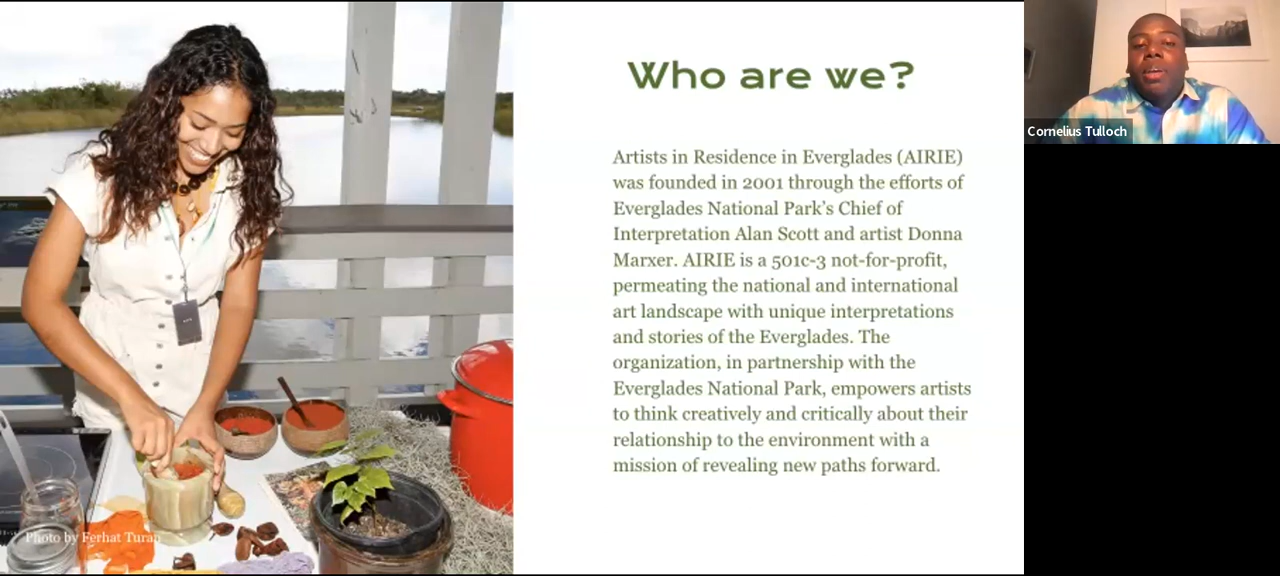 Who are we?
Artists in Residence in Everglades (AIRIE)
was founded in 2001 through the efforts of
Everglades National Park's Chief of
Interpretation Alan Scott and artist Donna
Marxer. AIRIE is a 501c-3 not-for-profit,
permeating the national and international
art landscape with unique interpretations
and stories of the Everglades. The
organization, in partnership with the
Everglades National Park, empowers artists
to think creatively and critically about their
relationship to the environment with a
mission of revealing new paths forward.
Photo by Ferhat Turan
Cornelius Tulloch